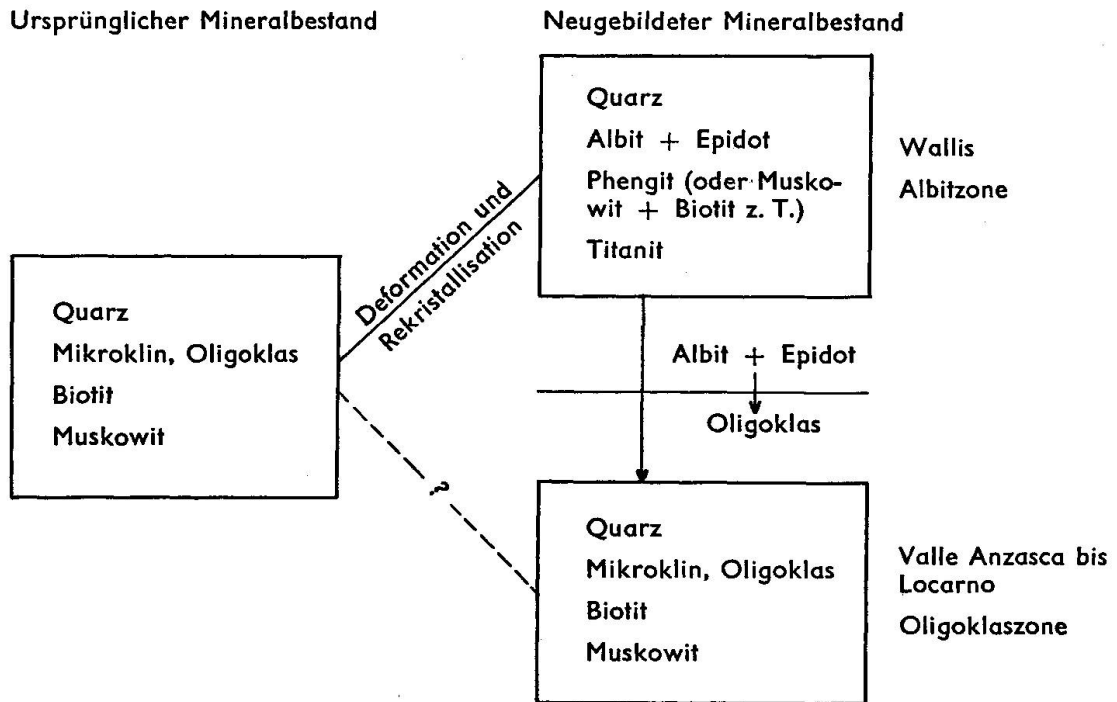 Ursprünglicher Mineralbestand
Neugebildeter Mineralbestand
Quarz
Albit + Epidot
Phengit (oder Musko-
wit + Biotit z. T.)
Titanit
Wallis
Albitzone
Deformation und
Rekristallisation
Quarz
Mikroklin, Oligoklas
Biotit
Muskowit
Albit + Epidot
Oligoklas
?
Quarz
Mikroklin, Oligoklas
Biotit
Muskowit
Valle Anzasca bis
Locarno
Oligoklaszone